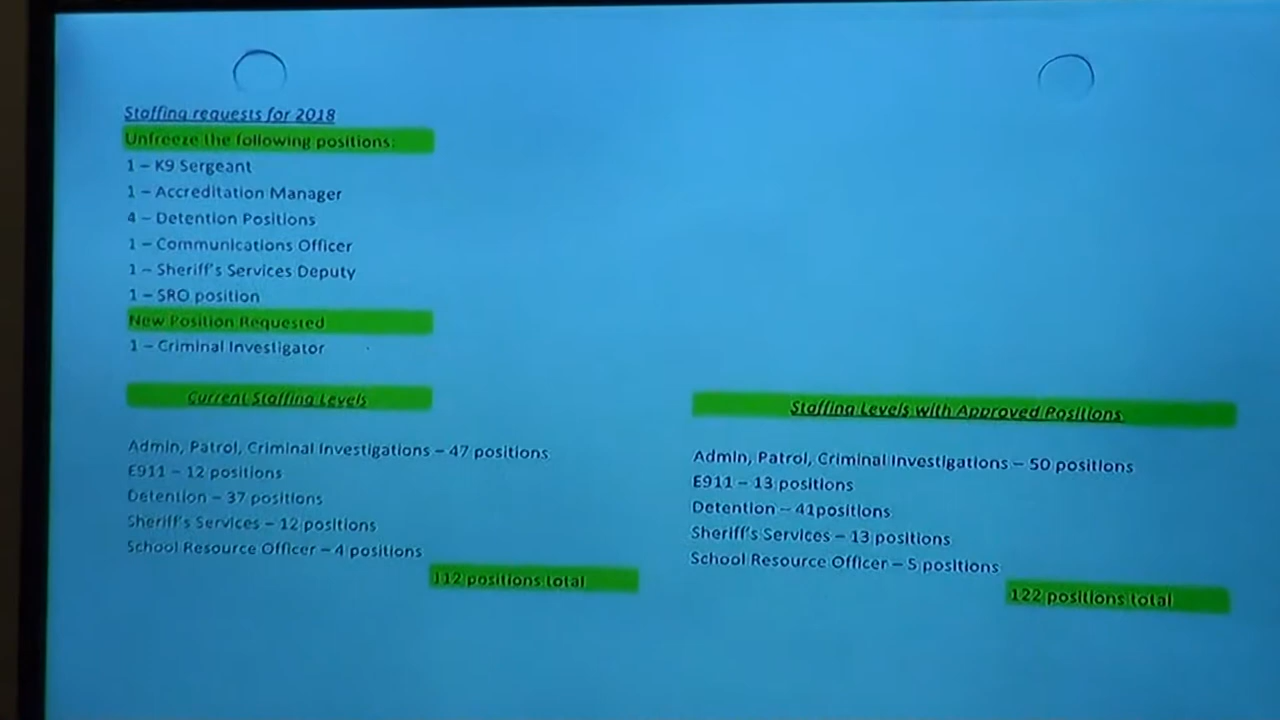 Staffing requests for 2018
Unfreeze the following positions:
1 – K9 Sergeant
1 – Accreditation Manager
4 – Detention Positions
1 – Communications Officer
1 – Sheriff's Services Deputy
1 – SRO position
New Position Requested
1 – Criminal Investigator
Current Staffing Levels
Admin, Patrol, Criminal Investigations – 47 positions
E911 – 12 positions
Detention – 37 positions
Sheriff's Services – 12 positions
School Resource Officer – 4 positions
112 positions total
Staffing Levels with Approved Positions
Admin, Patrol, Criminal Investigations – 50 positions
E911 – 13 positions
Detention – 41positions
Sheriff's Services – 13 positions
School Resource Officer – 5 positions
122 positions total